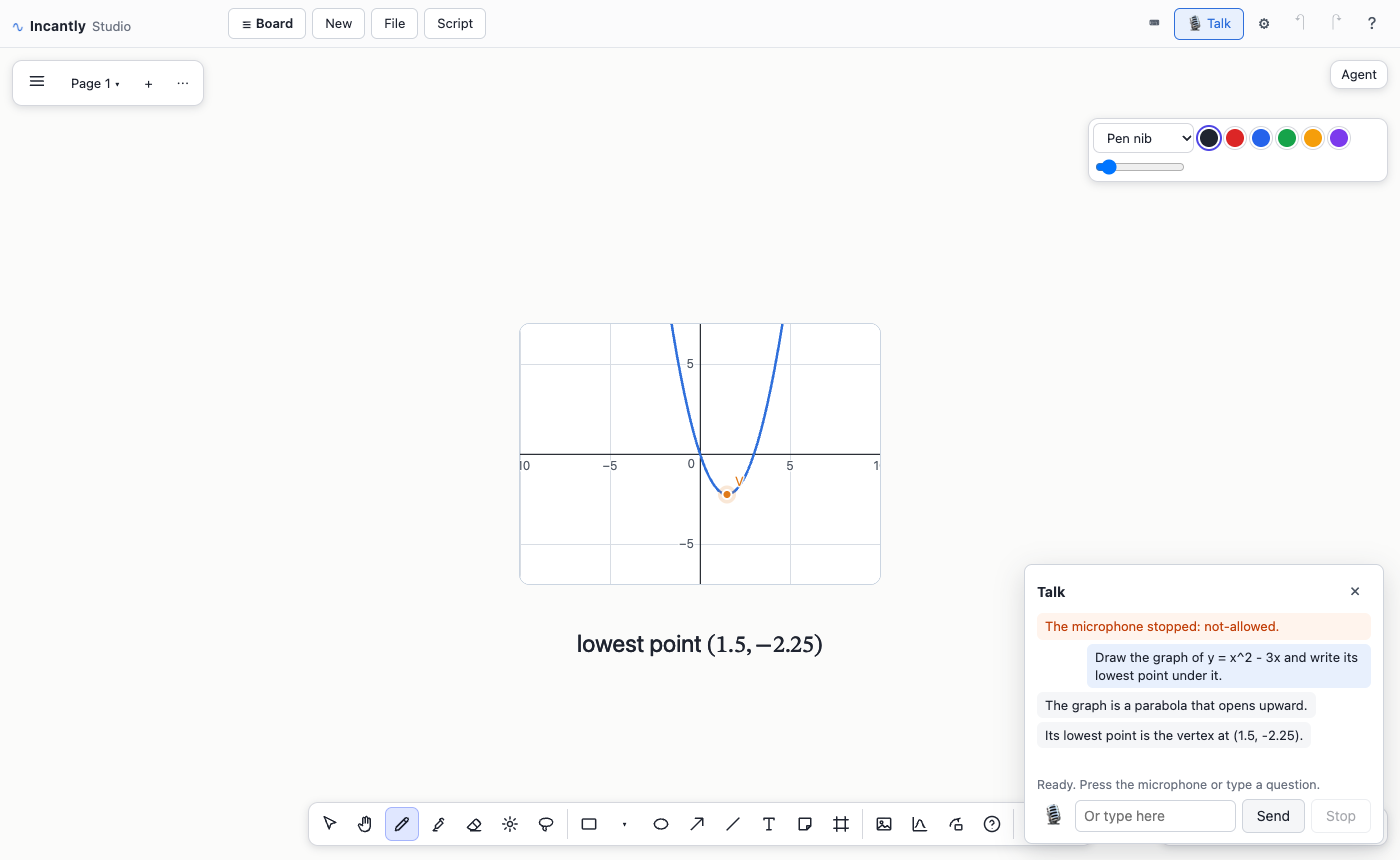 Incantly Studio
≡ Board New File Script
Talk
?
Page 1 + ...
Agent
Pen nib
5
10 −5 0 5 1
V
−5
lowest point (1.5, −2.25)
Talk
The microphone stopped: not-allowed.
Draw the graph of y = x^2 - 3x and write its
lowest point under it.
The graph is a parabola that opens upward.
Its lowest point is the vertex at (1.5, -2.25).
Ready. Press the microphone or type a question.
Or type here Send Stop